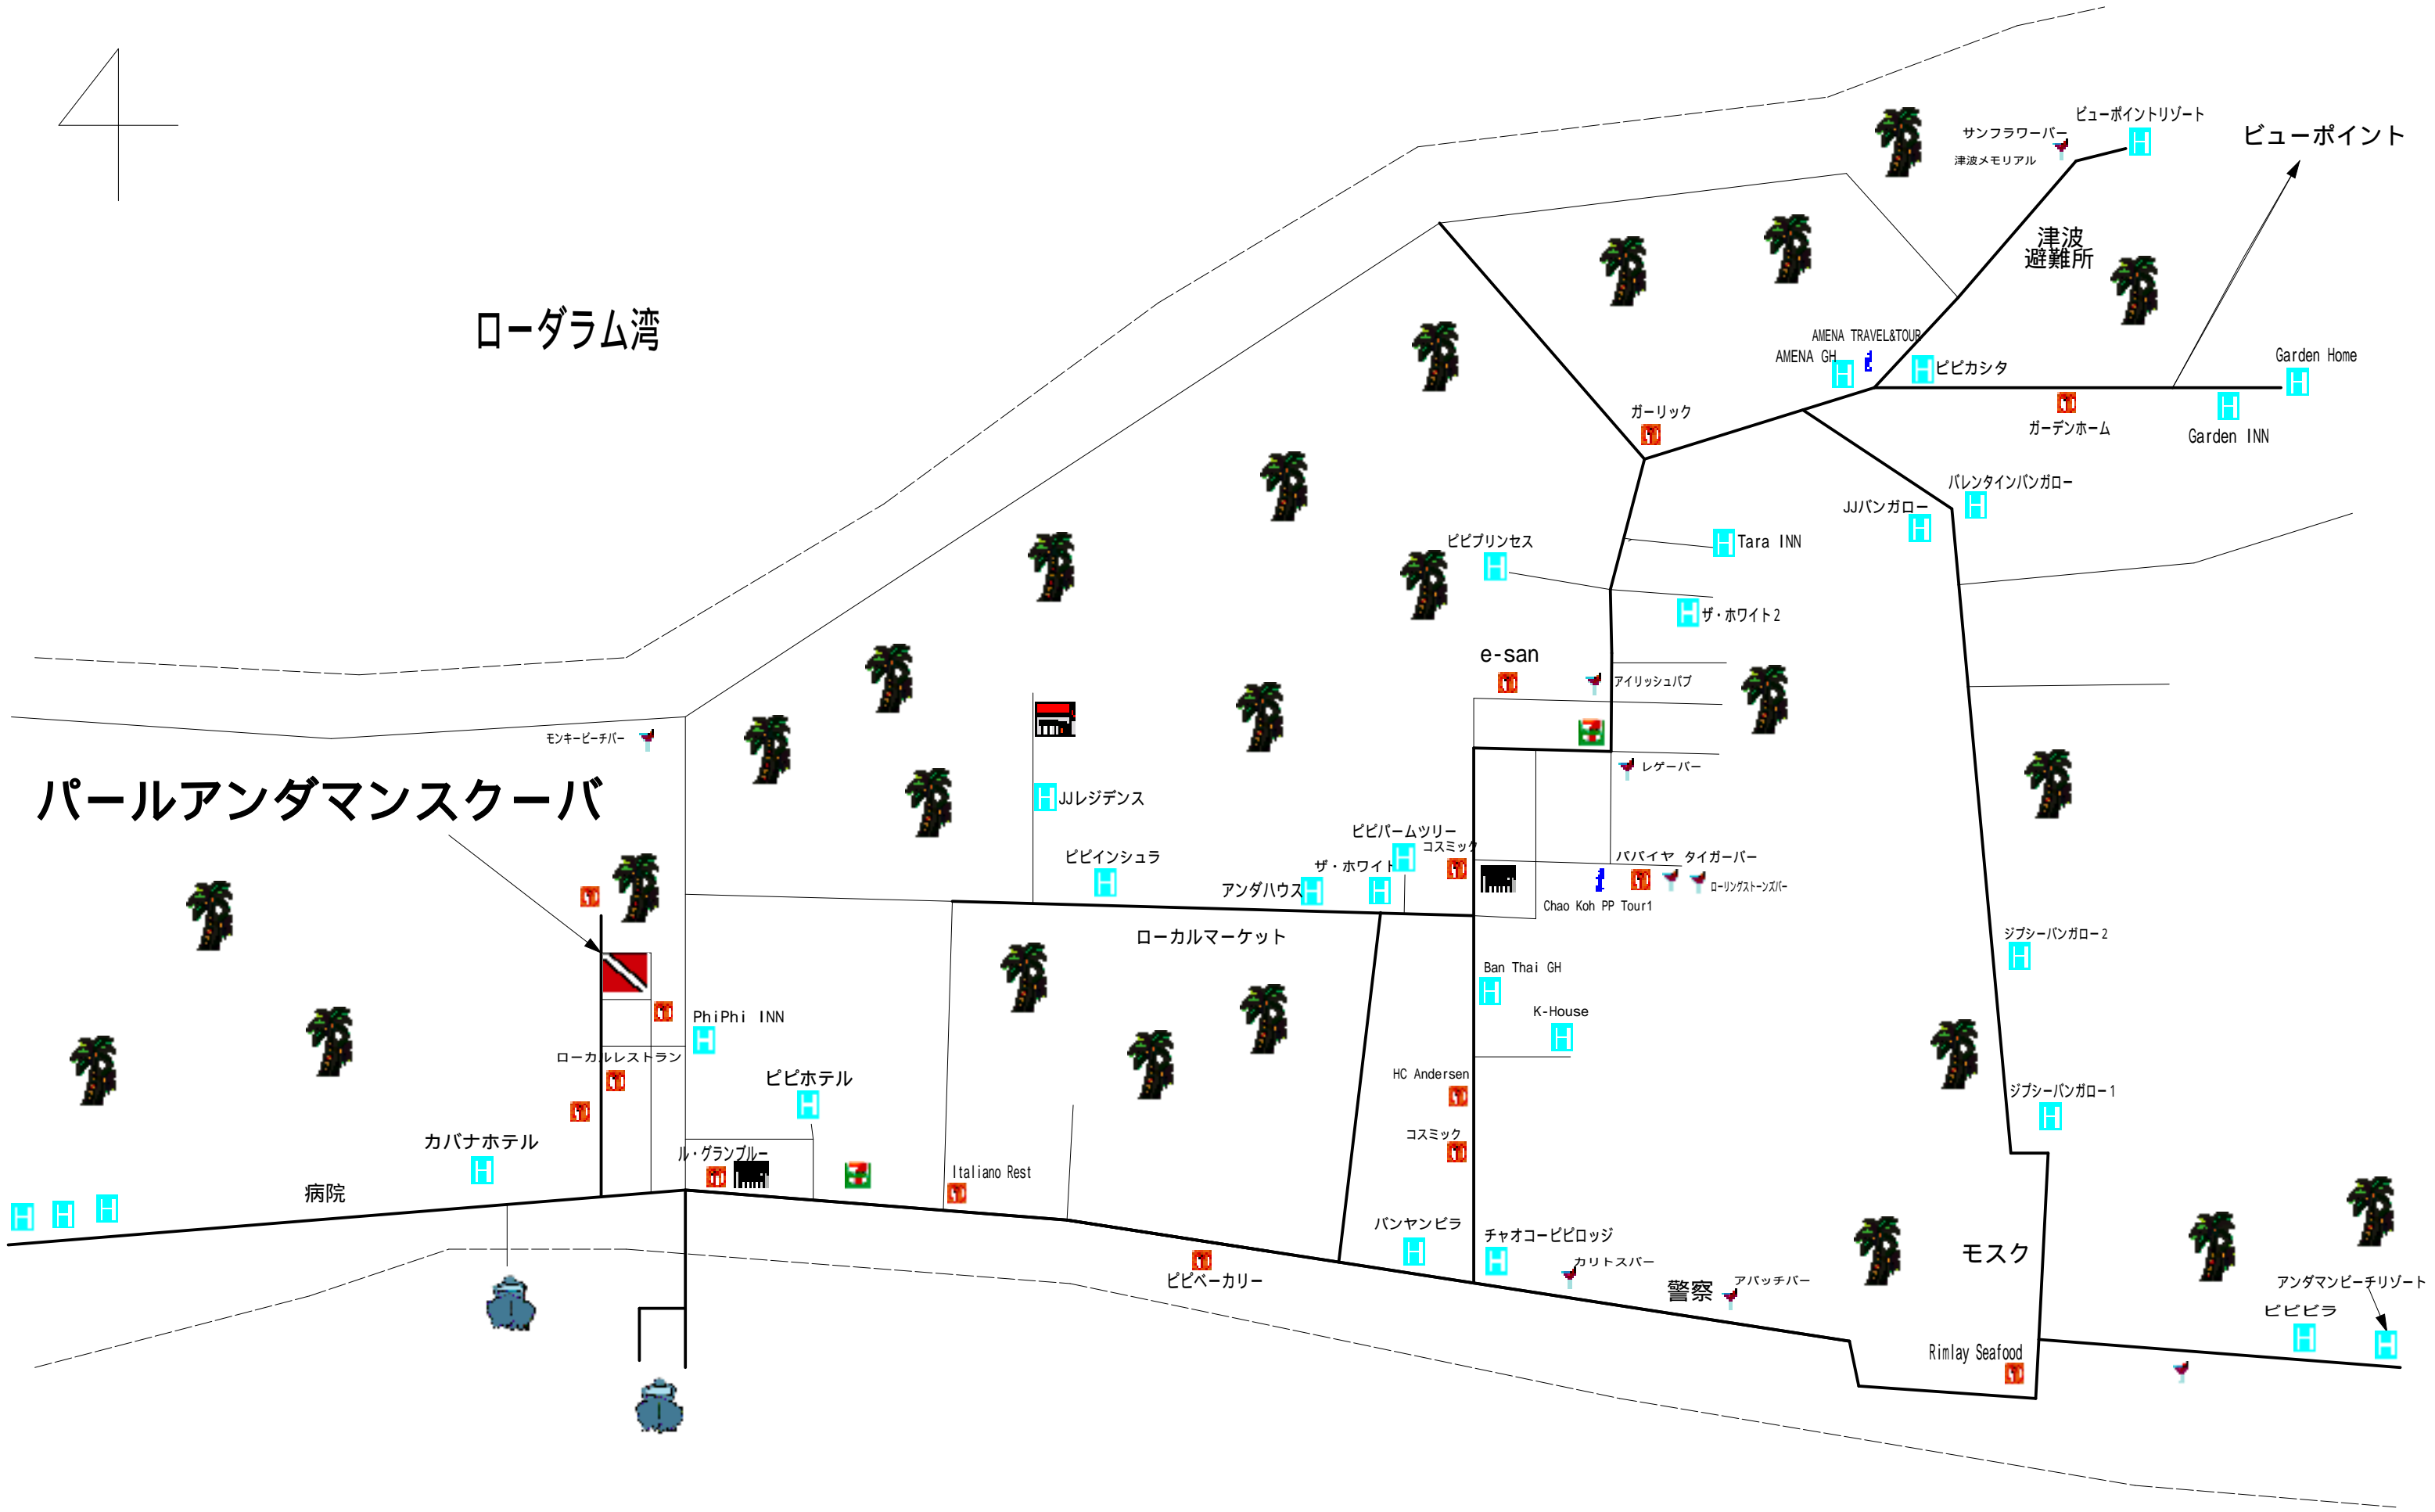 ビューポイントリゾート
サンフラワーバー
ビューポイント
津波メモリアル
津波
避難所
ローダラム湾
AMENA TRAVEL&TOUR
AMENA GH
ピピカシタ
Garden Home
ガーリック
ガーデンホーム
Garden INN
バレンタインバンガロー
JJバンガロー
ピピプリンセス
Tara INN
ザ・ホワイト2
e-san
アイリッシュパブ
モンキービーチバー
レゲーバー
パールアンダマンスクーバ
JJレジデンス
ピピパームツリー
コスミック
ピピインシュラ
ザ・ホワイト
パパイヤ
タイガーバー
アンダハウス
ローリングストーンズバー
Chao Koh PP Tour1
ローカルマーケット
ジプシーバンガロー2
Ban Thai GH
K-House
PhiPhi INN
ローカルレストラン
ピピホテル
HC Andersen
ジプシーバンガロー1
カバナホテル
コスミック
ル・グランブルー
Italiano Rest
病院
バンヤンビラ
チャオコーピピロッジ
モスク
カリトスバー
ピピベーカリー
警察
アパッチバー
アンダマンビーチリゾート
ピピビラ
Rimlay Seafood